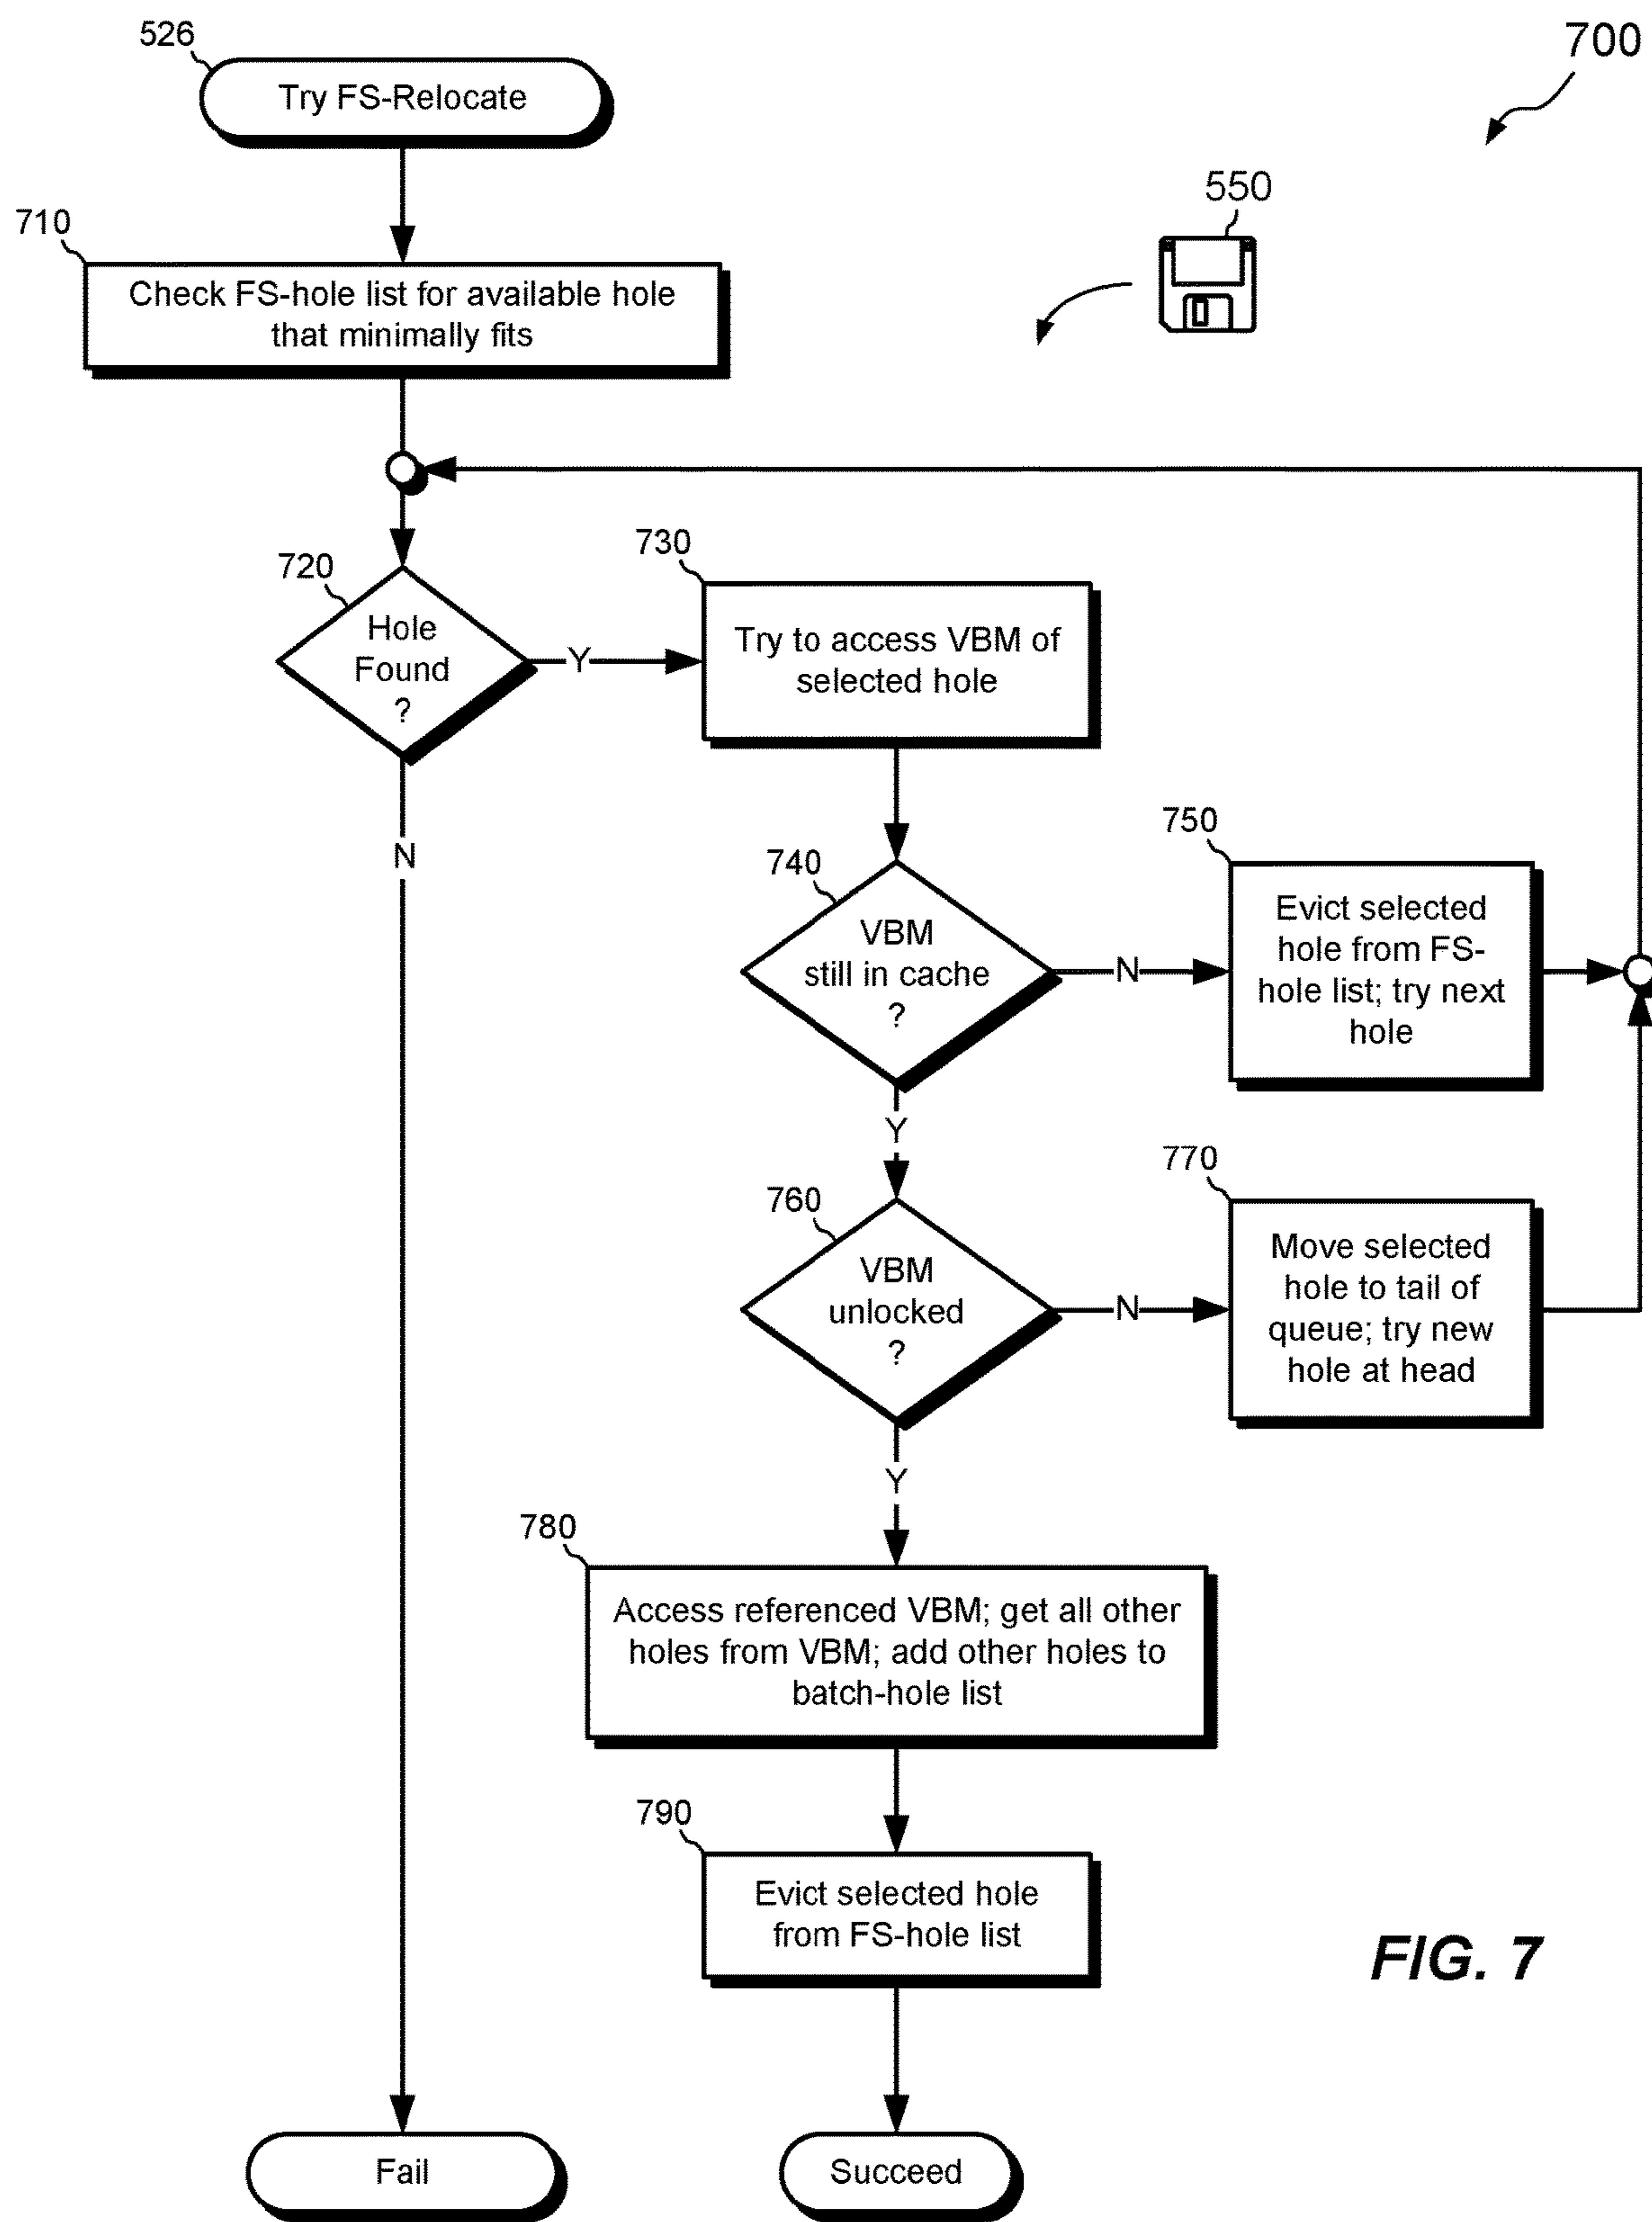 526
700
Try FS-Relocate
550
710
Check FS-hole list for available hole
that minimally fits
720
Hole
Found
?
Y
N
730
Try to access VBM of
selected hole
740
VBM
still in cache
?
N
Y
750
Evict selected
hole from FS-
hole list; try next
hole
760
VBM
unlocked
?
N
Y
770
Move selected
hole to tail of
queue; try new
hole at head
780
Access referenced VBM; get all other
holes from VBM; add other holes to
batch-hole list
790
Evict selected hole
from FS-hole list
FIG. 7
Fail
Succeed